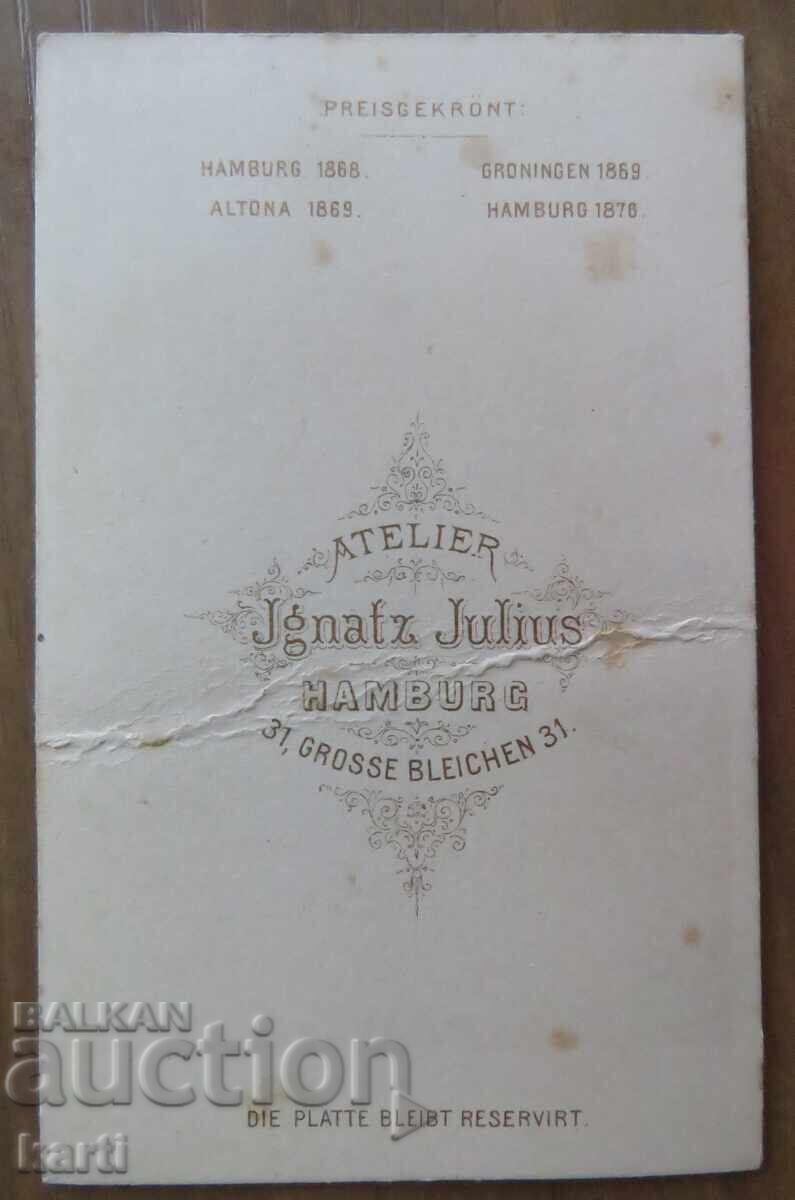 PREISGEKRÖNT:
HAMBURG 1868. GRONINGEN 1869.
ALTONA 1869. HAMBURG 1876.
ATELIER
Jgnatz Julius
HAMBURG
31, GROSSE BLEICHEN 31.
DIE PLATTE BLEIBT RESERVIRT.
BALKAN
auction
karti